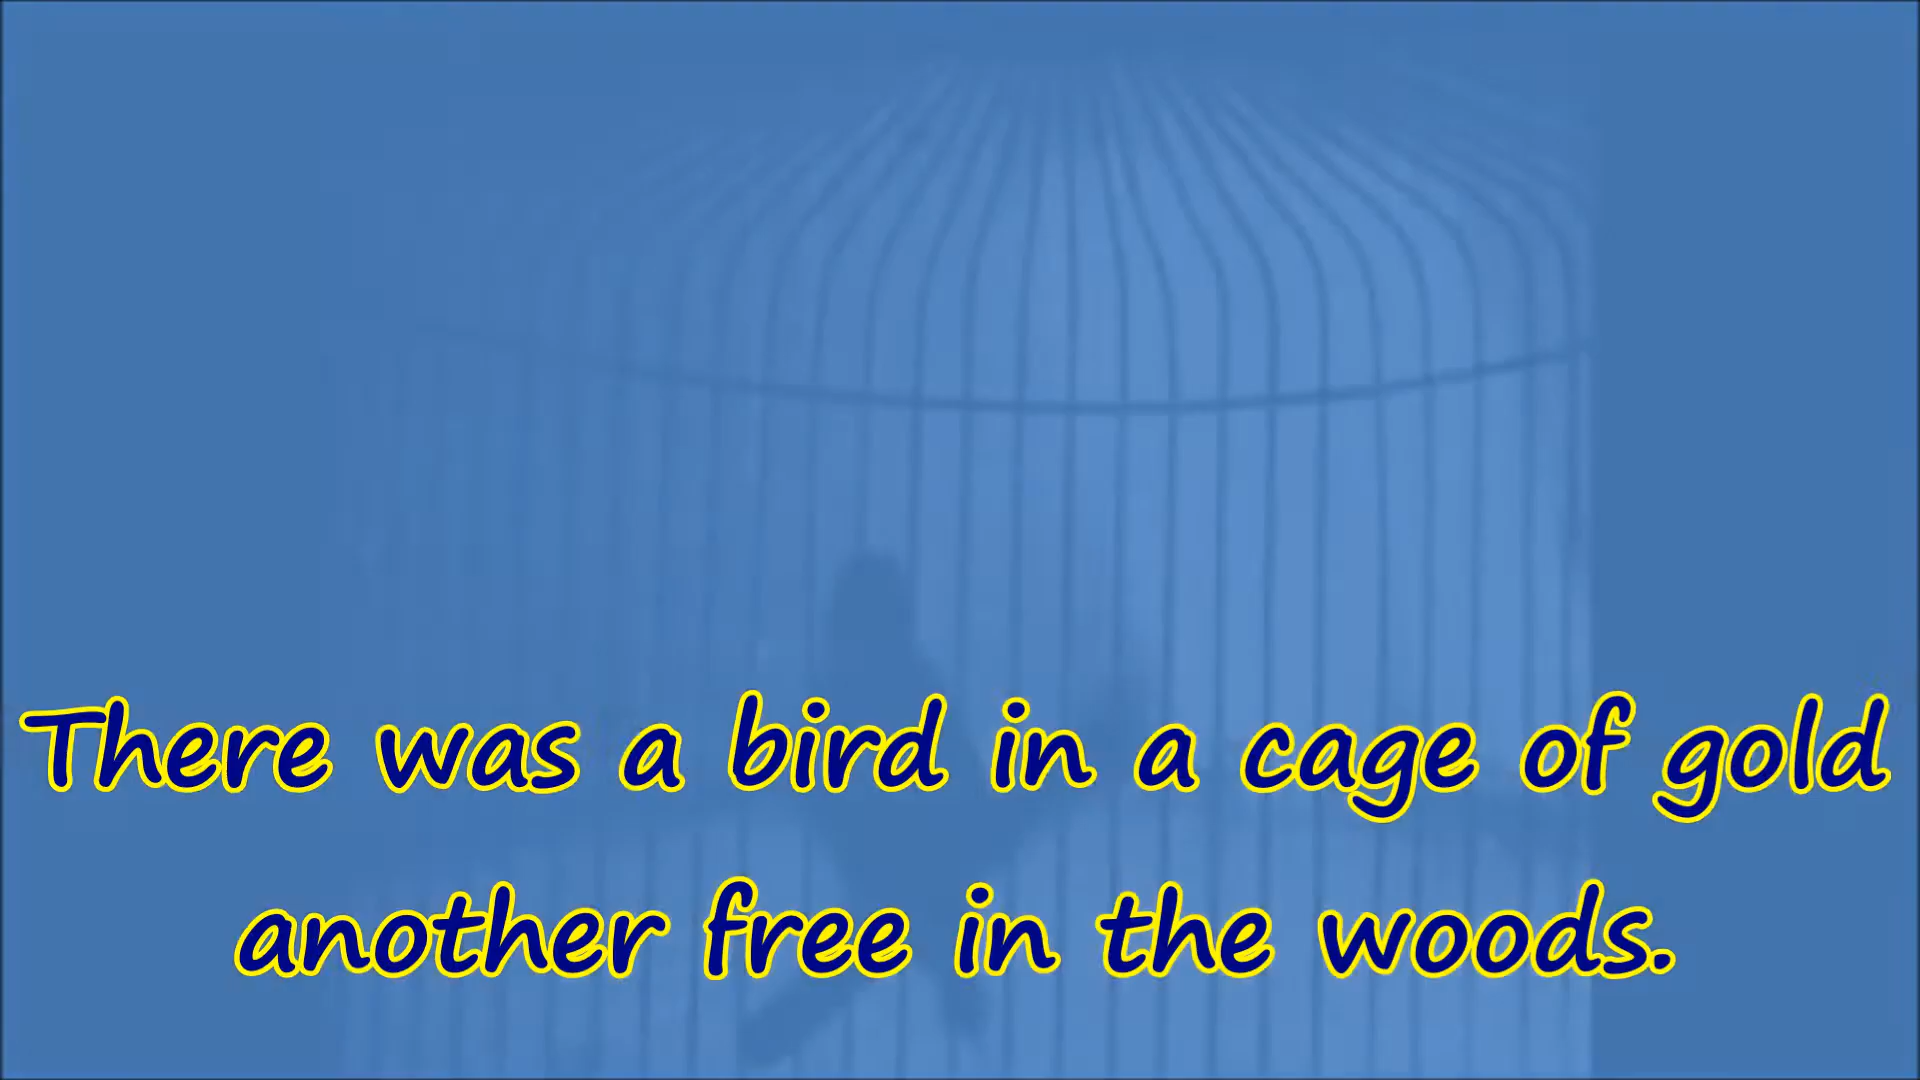 There was a bird in a cage of gold
another free in the woods.